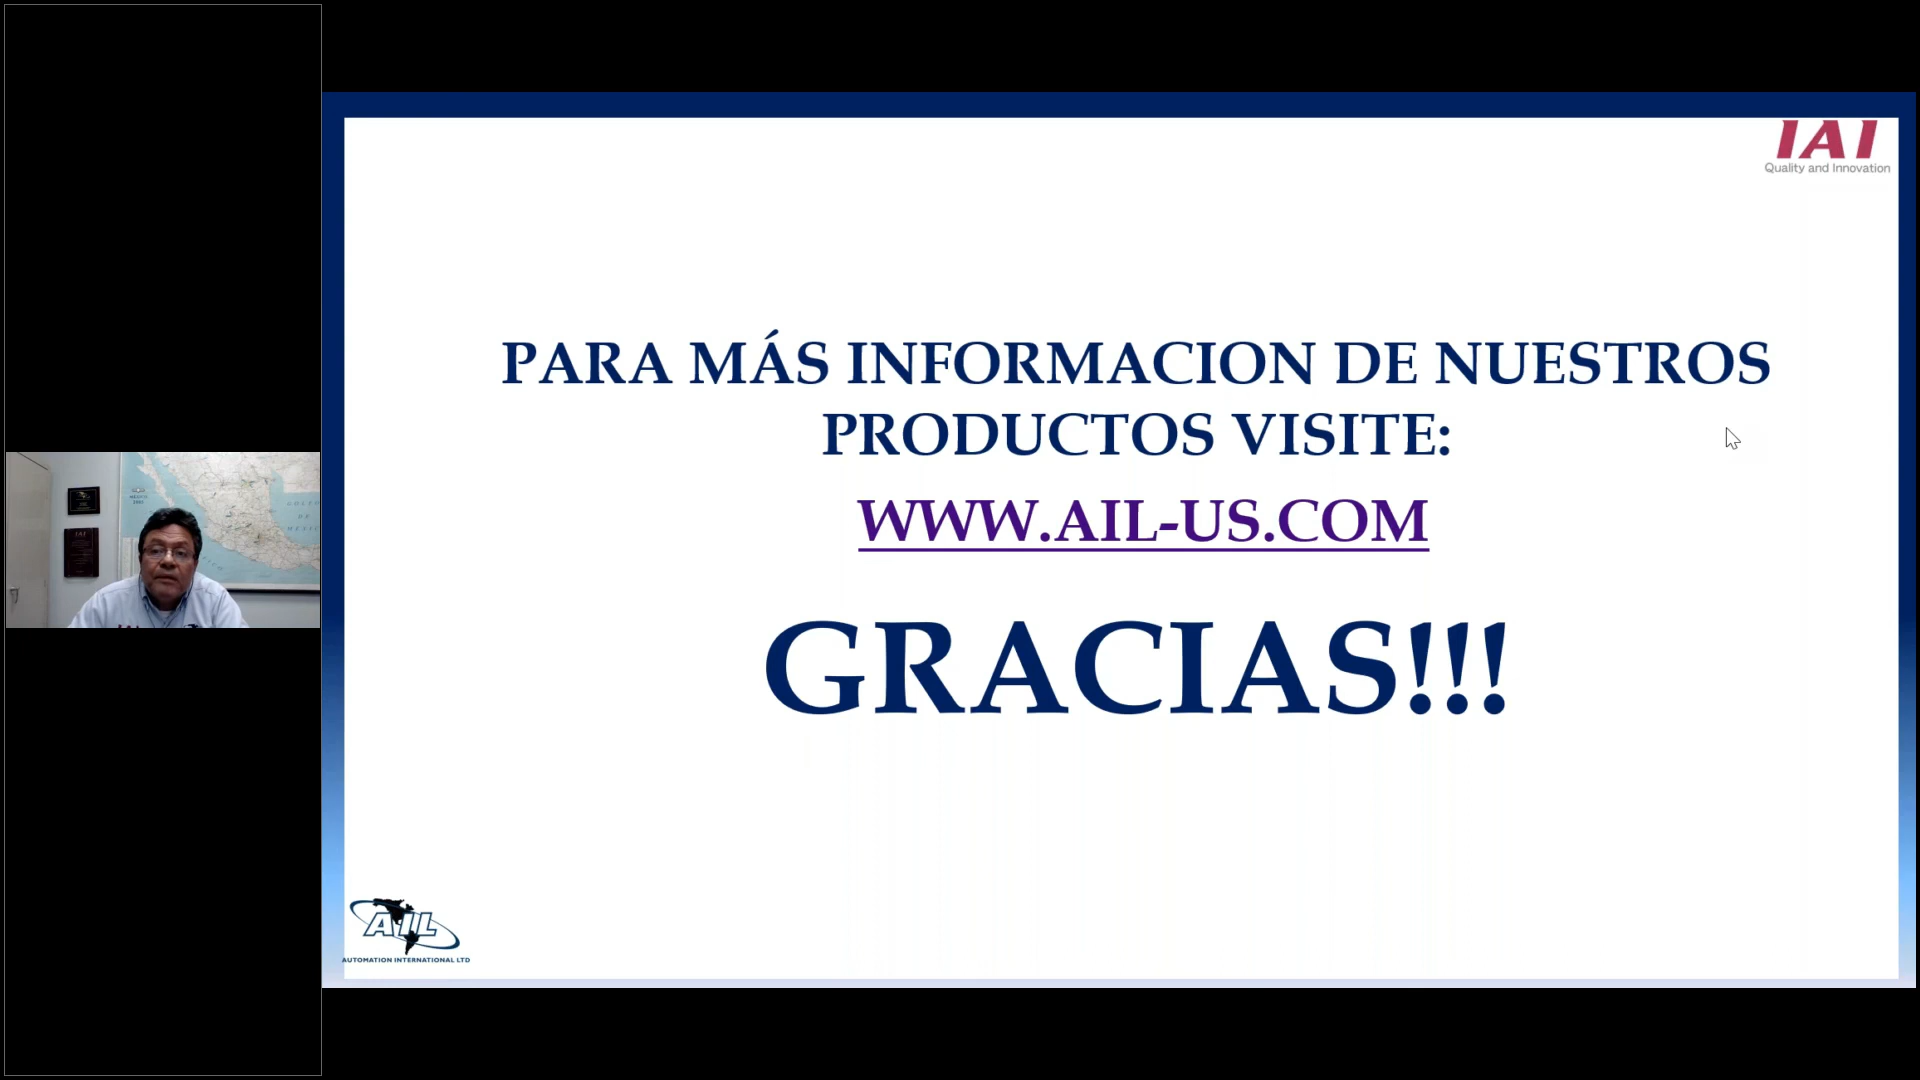 IAI
Quality and Innovation
PARA MÁS INFORMACION DE NUESTROS
PRODUCTOS VISITE:
WWW.AIL-US.COM
GRACIAS!!!
AIL
AUTOMATION INTERNATIONAL LTD